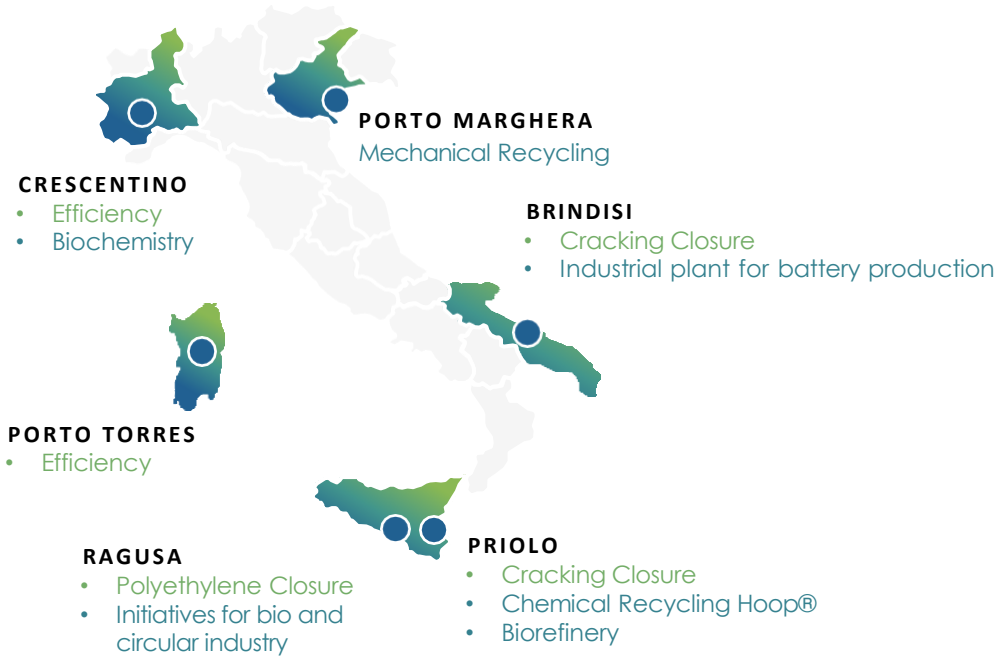 PORTO MARGHERA
Mechanical Recycling
CRESCENTINO
• Efficiency
• Biochemistry
BRINDISI
• Cracking Closure
• Industrial plant for battery production
PORTO TORRES
• Efficiency
RAGUSA
• Polyethylene Closure
• Initiatives for bio and
circular industry
PRIOLO
• Cracking Closure
• Chemical Recycling Hoop®
• Biorefinery